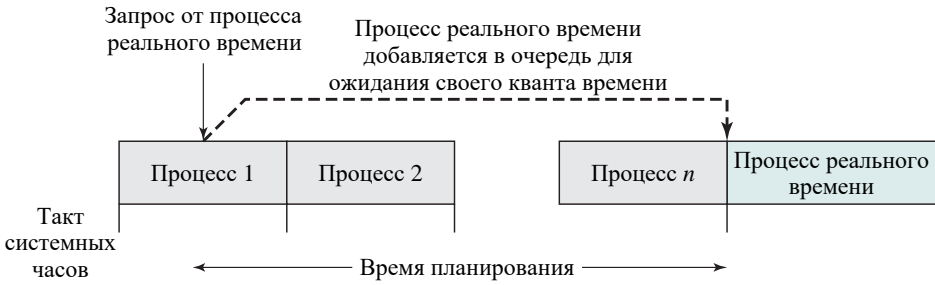 Запрос от процесса
реального времени
Процесс реального времени
добавляется в очередь для
ожидания своего кванта времени
Процесс 1
Процесс 2
Процесс n
Процесс реального
времени
Такт
системных
часов
Время планирования